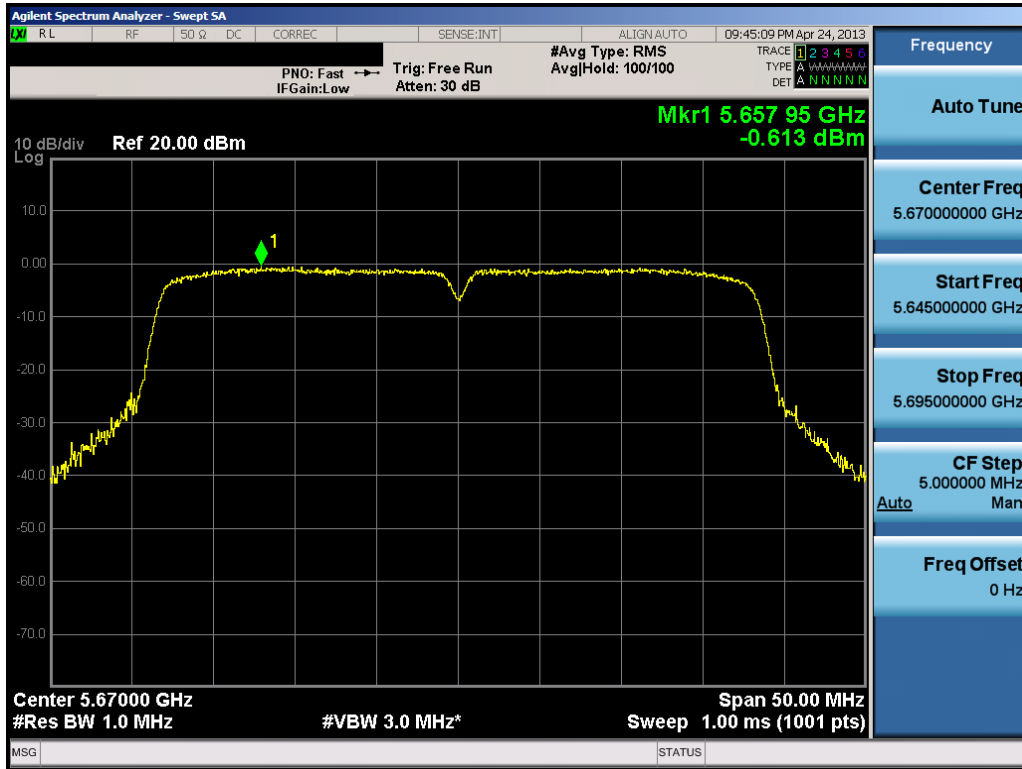 Agilent Spectrum Analyzer - Swept SA
LXI RL RF 50 Ω DC CORREC SENSE:INT ALIGN AUTO 09:45:09 PM Apr 24, 2013
PNO: Fast
IFGain:Low
Trig: Free Run
Atten: 30 dB
#Avg Type: RMS
Avg|Hold: 100/100
TRACE 1 2 3 4 5 6
TYPE A WWWWW
DET A N N N N N
Mkr1 5.657 95 GHz
-0.613 dBm
10 dB/div Ref 20.00 dBm
Log
10.0
0.00
-10.0
-20.0
-30.0
-40.0
-50.0
-60.0
-70.0
1
Center 5.67000 GHz Span 50.00 MHz
#Res BW 1.0 MHz #VBW 3.0 MHz* Sweep 1.00 ms (1001 pts)
MSG STATUS
Frequency
Auto Tune
Center Freq
5.670000000 GHz
Start Freq
5.645000000 GHz
Stop Freq
5.695000000 GHz
CF Step
5.000000 MHz
Auto Man
Freq Offset
0 Hz